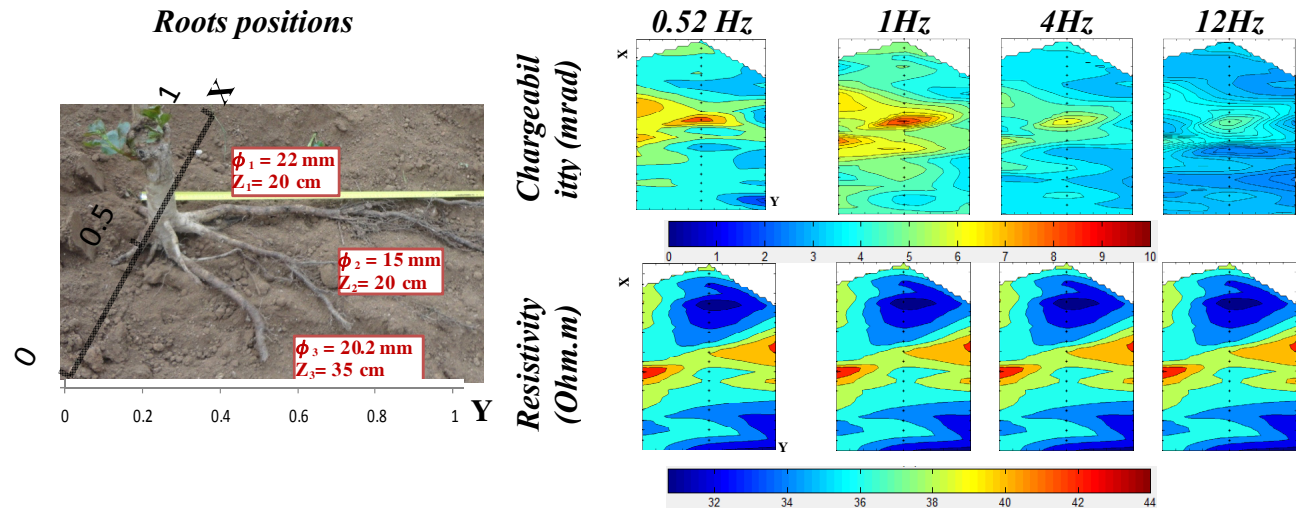 Roots positions
0.52 Hz
1Hz
4Hz
12Hz
X
1
0.5
0
ϕ1 = 22 mm
Z1= 20 cm
ϕ2 = 15 mm
Z2= 20 cm
ϕ3 = 20.2 mm
Z3= 35 cm
0 0.2 0.4 0.6 0.8 1 Y
Chargeabil
itty (mrad)
X
Y
0 1 2 3 4 5 6 7 8 9 10
Resistivity
(Ohm.m)
X
Y
32 34 36 38 40 42 44